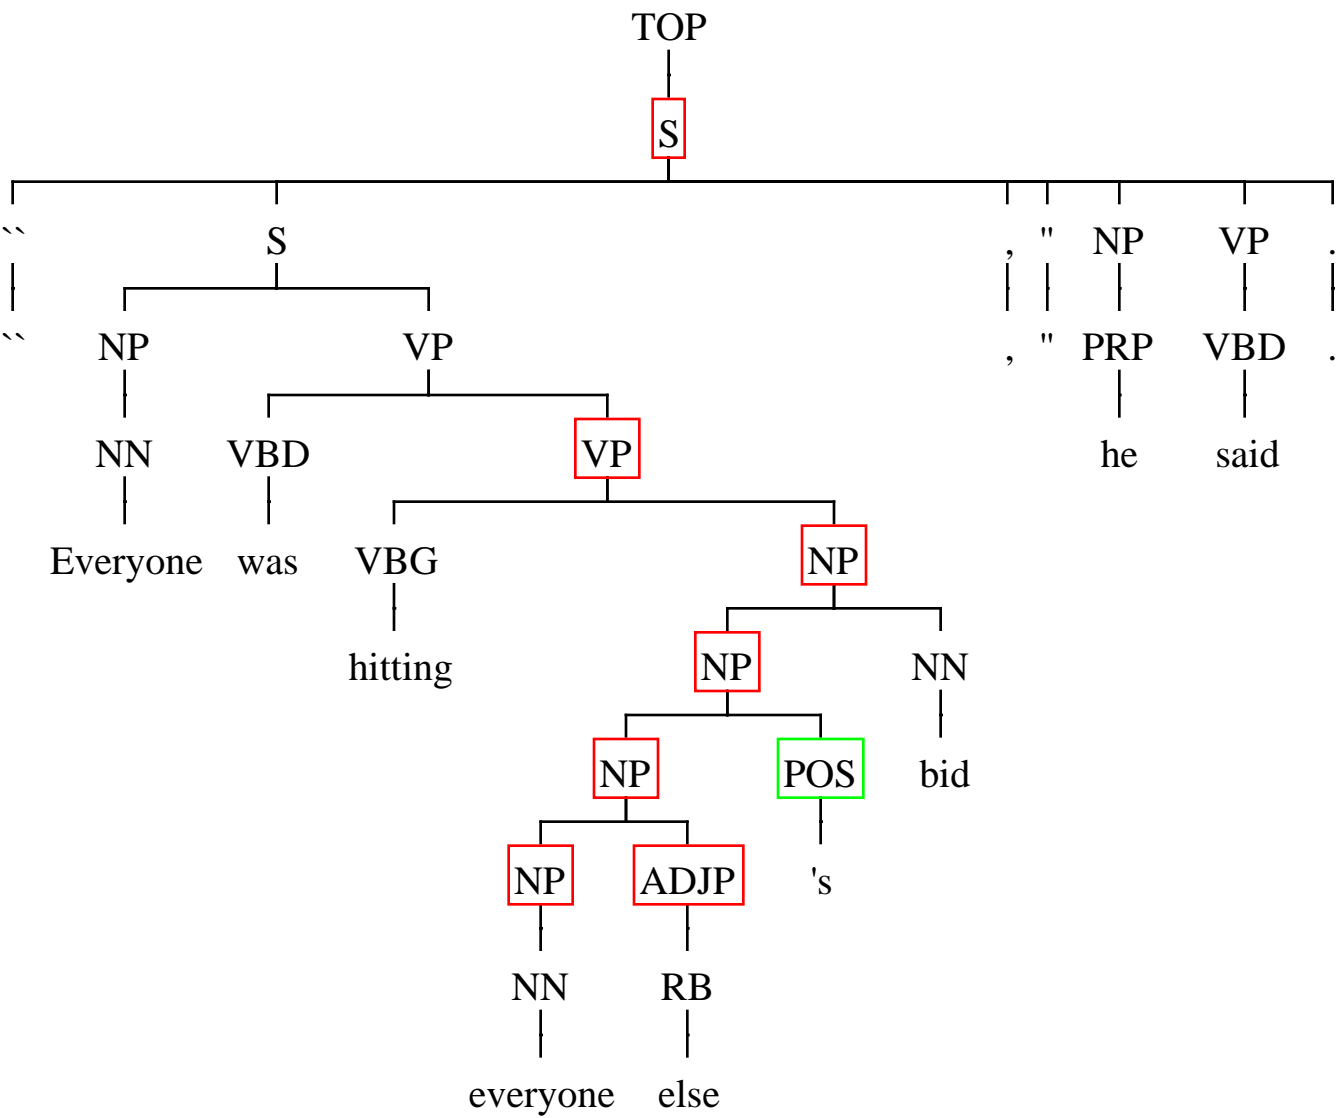 TOP
S
`` S , " NP VP .
`` NP VP , " PRP VBD .
NN VBD VP he said
Everyone was VBG NP
hitting NP NN
NP POS bid
NP ADJP 's
NN RB
everyone else